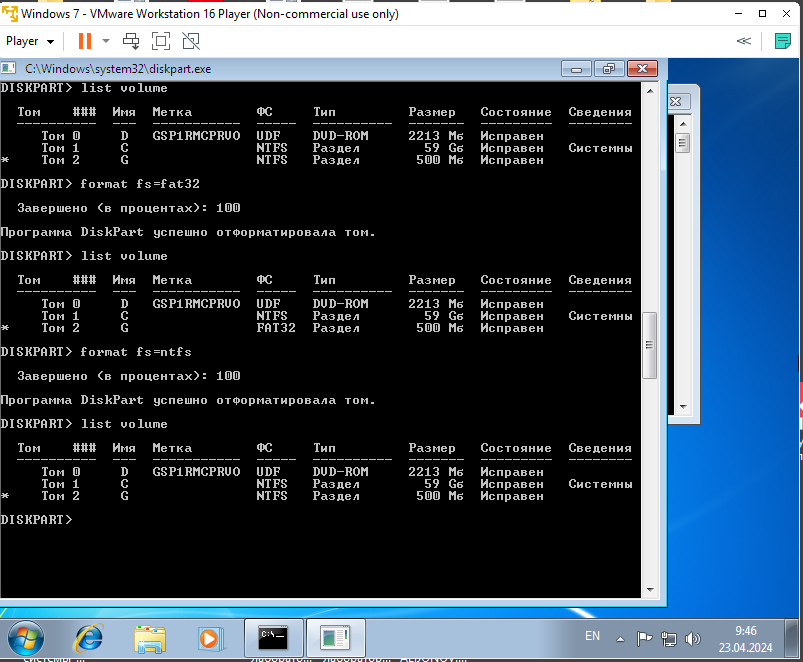 Windows 7 - VMware Workstation 16 Player (Non-commercial use only)
Player
C:\Windows\system32\diskpart.exe
DISKPART> list volume
Том ### Имя Метка ФС Тип Размер Состояние Сведения
Том 0 D GSP1RMCPRVO UDF DVD-ROM 2213 Мб Исправен
Том 1 C NTFS Раздел 59 Gб Исправен Системны
* Том 2 G NTFS Раздел 500 Мб Исправен
DISKPART> format fs=fat32
Завершено (в процентах): 100
Программа DiskPart успешно отформатировала том.
DISKPART> list volume
Том ### Имя Метка ФС Тип Размер Состояние Сведения
Том 0 D GSP1RMCPRVO UDF DVD-ROM 2213 Мб Исправен
Том 1 C NTFS Раздел 59 Gб Исправен Системны
* Том 2 G FAT32 Раздел 500 Мб Исправен
DISKPART> format fs=ntfs
Завершено (в процентах): 100
Программа DiskPart успешно отформатировала том.
DISKPART> list volume
Том ### Имя Метка ФС Тип Размер Состояние Сведения
Том 0 D GSP1RMCPRVO UDF DVD-ROM 2213 Мб Исправен
Том 1 C NTFS Раздел 59 Gб Исправен Системны
* Том 2 G NTFS Раздел 500 Мб Исправен
DISKPART>
EN
9:46
23.04.2024